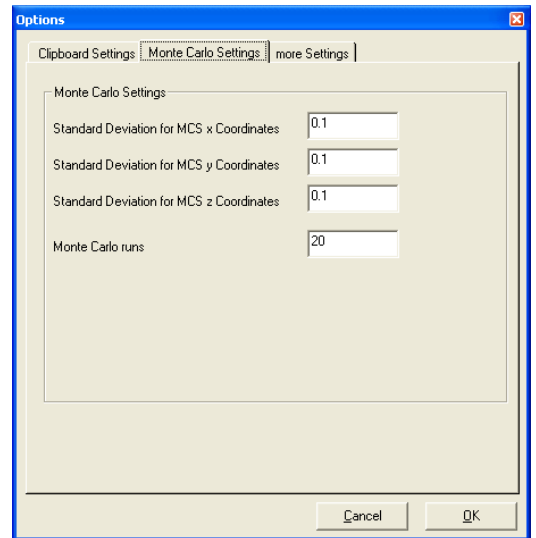 Options
Clipboard Settings Monte Carlo Settings more Settings
Monte Carlo Settings
Standard Deviation for MCS x Coordinates 0.1
Standard Deviation for MCS y Coordinates 0.1
Standard Deviation for MCS z Coordinates 0.1
Monte Carlo runs 20
Cancel OK